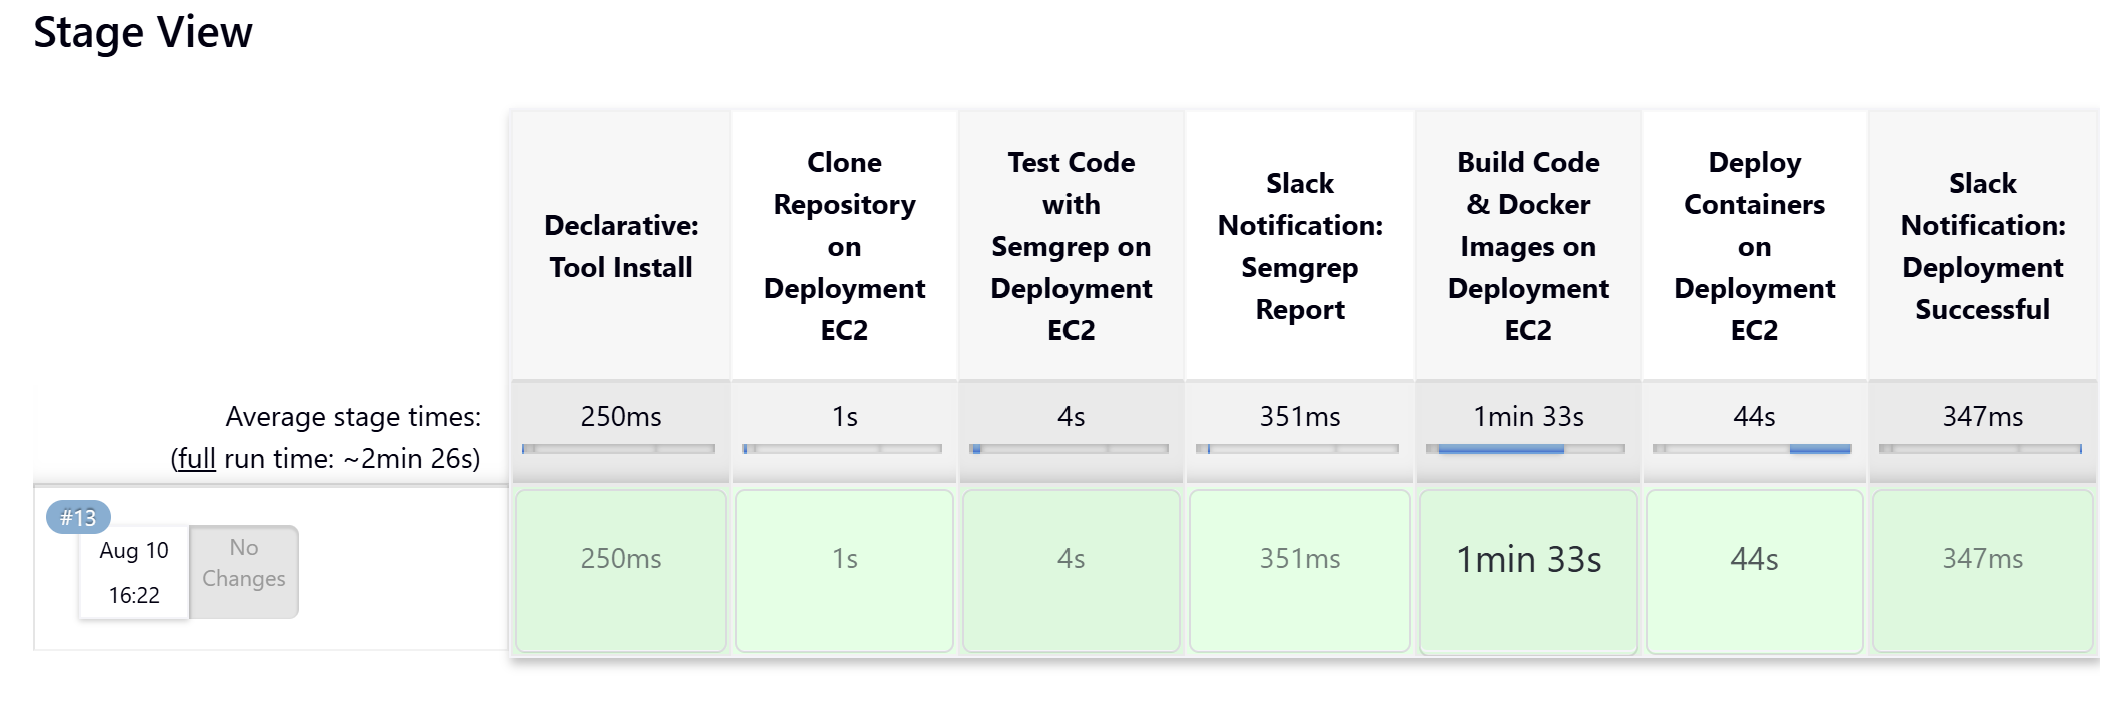 Stage View
Declarative:
Tool Install
Clone
Repository
on
Deployment
EC2
Test Code
with
Semgrep on
Deployment
EC2
Slack
Notification:
Semgrep
Report
Build Code
& Docker
Images on
Deployment
EC2
Deploy
Containers
on
Deployment
EC2
Slack
Notification:
Deployment
Successful
Average stage times:
(full run time: ~2min 26s)
250ms
1s
4s
351ms
1min 33s
44s
347ms
#13
Aug 10
16:22
No
Changes
250ms
1s
4s
351ms
1min 33s
44s
347ms